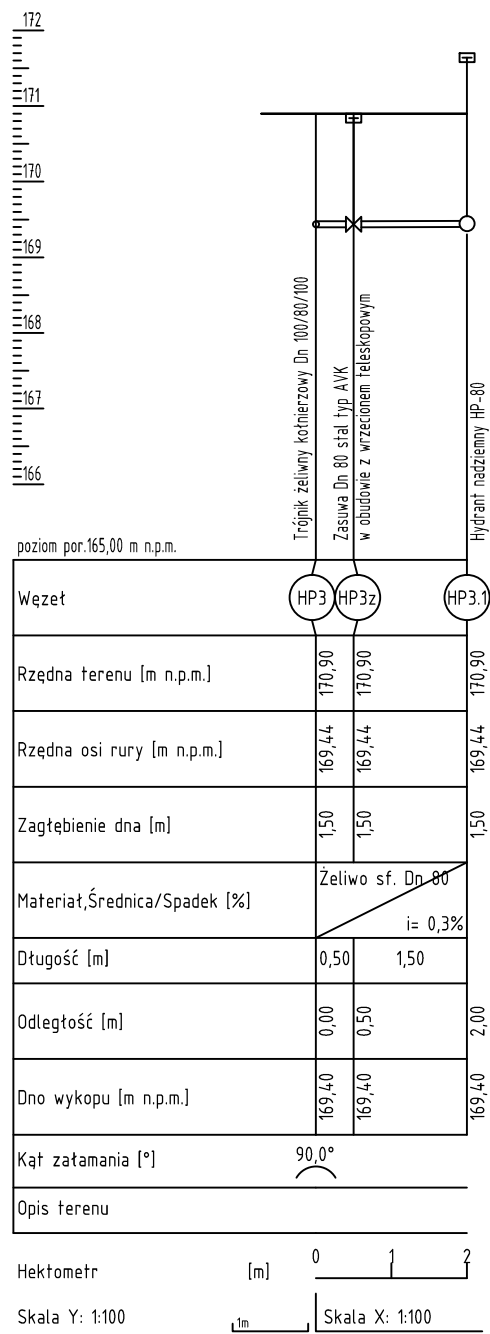 172
171
170
169
168
167
166
Trójnik żeliwny kołnierzowy Dn 100/80/100
Zasuwa Dn 80 stal typ AVK
w obudowie z wrzecionem teleskopowym
Hydrant nadziemny HP-80
poziom por.165,00 m n.p.m.
Węzeł HP3 HP3z HP3.1
Rzędna terenu [m n.p.m.] 170,90 170,90 170,90
Rzędna osi rury [m n.p.m.] 169,44 169,44 169,44
Zagłębienie dna [m] 1,50 1,50 1,50
Żeliwo sf. Dn 80
Materiał,Średnica/Spadek [%]
i= 0,3%
Długość [m] 0,50 1,50
Odległość [m] 0,00 0,50 2,00
Dno wykopu [m n.p.m.] 169,40 169,40 169,40
Kąt załamania [°] 90,0°
Opis terenu
0 1 2
Hektometr [m]
Skala Y: 1:100 1m Skala X: 1:100